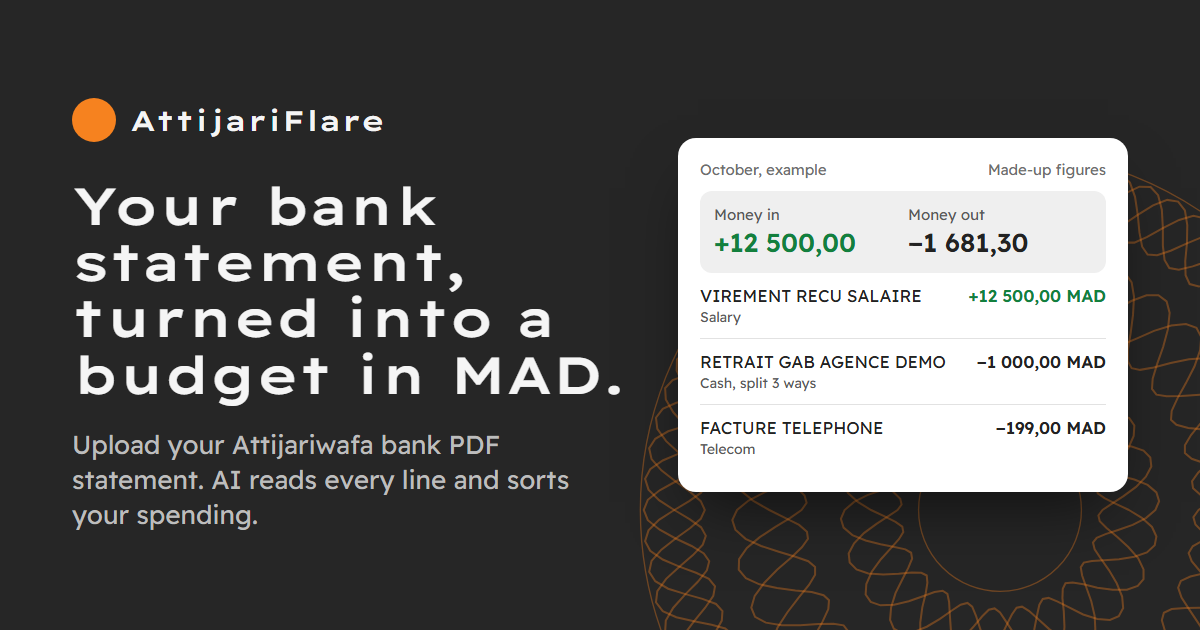 AttijariFlare
Your bank
statement,
turned into a
budget in MAD.
Upload your Attijariwafa bank PDF
statement. AI reads every line and sorts
your spending.
October, example
Made-up figures
Money in
Money out
+12 500,00
−1 681,30
VIREMENT RECU SALAIRE
+12 500,00 MAD
Salary
RETRAIT GAB AGENCE DEMO
−1 000,00 MAD
Cash, split 3 ways
FACTURE TELEPHONE
−199,00 MAD
Telecom